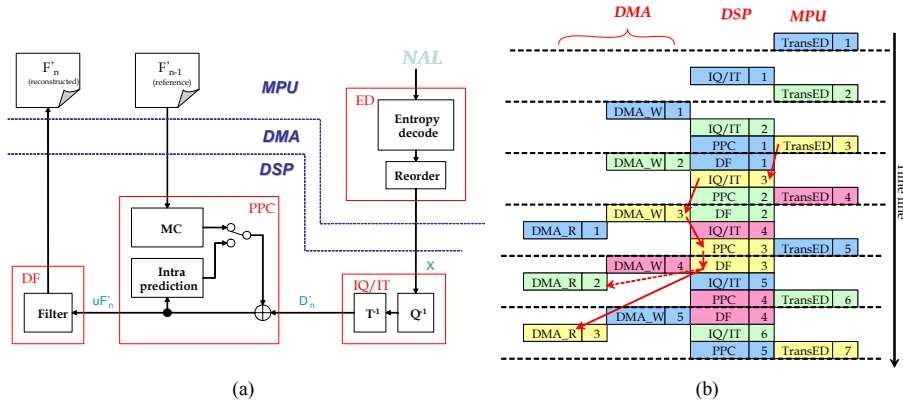 F'n
(reconstructed)
F'n-1
(reference)
NAL
MPU
DMA
DSP
ED
Entropy
decode
Reorder
PPC
MC
Intra
prediction
DF
Filter
uF'n
D'n
IQ/IT
T-1
Q-1
X
(a)
DMA
DSP
MPU
TransED 1
IQ/IT 1
TransED 2
DMA_W 1
IQ/IT 2
PPC 1
TransED 3
DMA_W 2
DF 1
IQ/IT 3
PPC 2
TransED 4
DMA_W 3
DF 2
DMA_R 1
IQ/IT 4
PPC 3
TransED 5
DMA_W 4
DF 3
DMA_R 2
IQ/IT 5
PPC 4
TransED 6
DMA_W 5
DF 4
DMA_R 3
IQ/IT 6
PPC 5
TransED 7
Time line
(b)